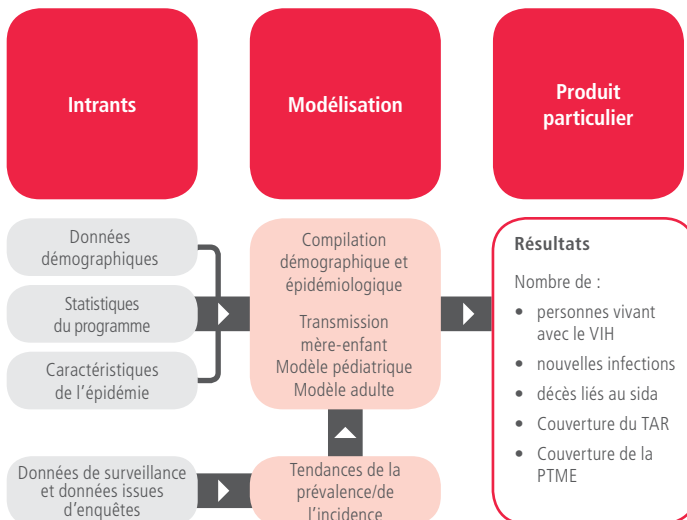 Intrants
Modélisation
Produit
particulier
Données
démographiques
Statistiques
du programme
Caractéristiques
de l'épidémie
Données de surveillance
et données issues
d'enquêtes
Compilation
démographique et
épidémiologique
Transmission
mère-enfant
Modèle pédiatrique
Modèle adulte
Tendances de la
prévalence/de
l'incidence
Résultats
Nombre de :
• personnes vivant
avec le VIH
• nouvelles infections
• décès liés au sida
• Couverture du TAR
• Couverture de la
PTME